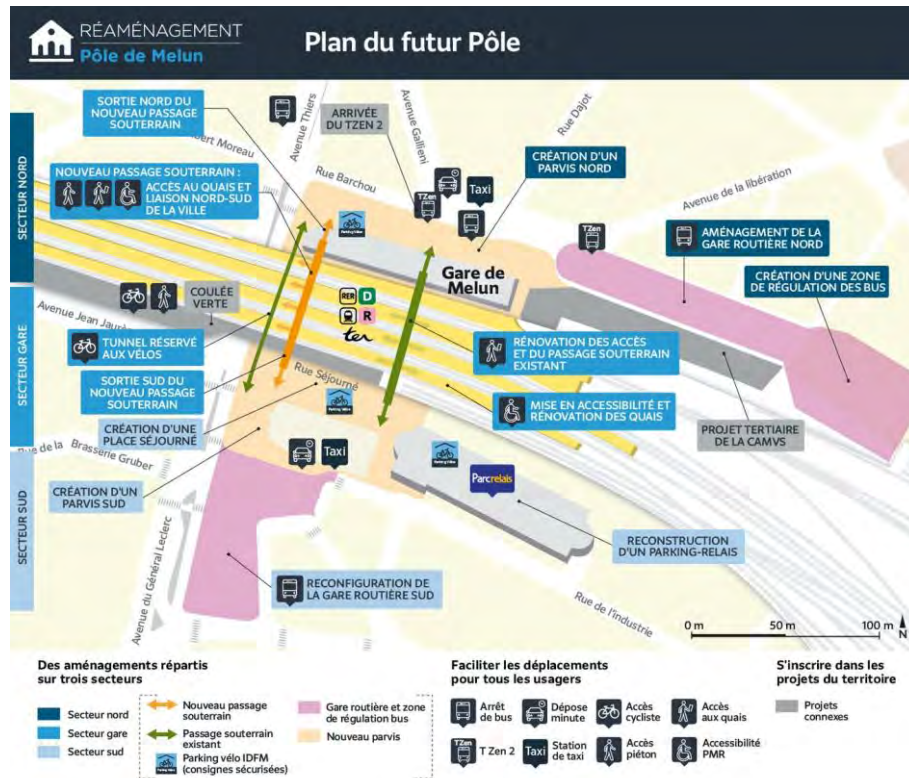 RÉAMÉNAGEMENT
Pôle de Melun
Plan du futur Pôle
SECTEUR NORD
SECTEUR GARE
SECTEUR SUD
SORTIE NORD DU
NOUVEAU PASSAGE
SOUTERRAIN
Avenue Thiers
ARRIVÉE
DU TZEN 2
Avenue Gallieni
Rue Dajot
bert Moreau
Rue Barchou
CRÉATION D'UN
PARVIS NORD
NOUVEAU PASSAGE SOUTERRAIN :
ACCÈS AU QUAIS ET
LIAISON NORD-SUD
DE LA VILLE
Parking Vélo
TZen
Taxi
Avenue de la libération
TZen
AMÉNAGEMENT DE LA
GARE ROUTIÈRE NORD
Gare de
Melun
CRÉATION D'UNE ZONE
DE RÉGULATION DES BUS
COULÉE
VERTE
RER D
R
ter
Avenue Jean Jaurès
TUNNEL RÉSERVÉ
AUX VÉLOS
RÉNOVATION DES ACCÈS
ET DU PASSAGE SOUTERRAIN
EXISTANT
Rue Séjourné
SORTIE SUD DU
NOUVEAU PASSAGE
SOUTERRAIN
Parking Vélo
MISE EN ACCESSIBILITÉ ET
RÉNOVATION DES QUAIS
PROJET TERTIAIRE
DE LA CAMVS
CRÉATION D'UNE
PLACE SÉJOURNÉ
Rue de la Brasserie Gruber
Taxi
Parking Vélo
Parcrelais
CRÉATION D'UN
PARVIS SUD
RECONSTRUCTION
D'UN PARKING-RELAIS
Avenue du Général Leclerc
RECONFIGURATION DE
LA GARE ROUTIÈRE SUD
Rue de l'industrie
0 m 50 m 100 m
N
Des aménagements répartis
sur trois secteurs
Secteur nord
Secteur gare
Secteur sud
Nouveau passage
souterrain
Passage souterrain
existant
Parking vélo IDFM
(consignes sécurisées)
Gare routière et zone
de régulation bus
Nouveau parvis
Faciliter les déplacements
pour tous les usagers
Arrêt
de bus
Dépose
minute
Accès
cycliste
Accès
aux quais
TZen
T Zen 2
Taxi
Station
de taxi
Accès
piéton
Accessibilité
PMR
S'inscrire dans les
projets du territoire
Projets
connexes